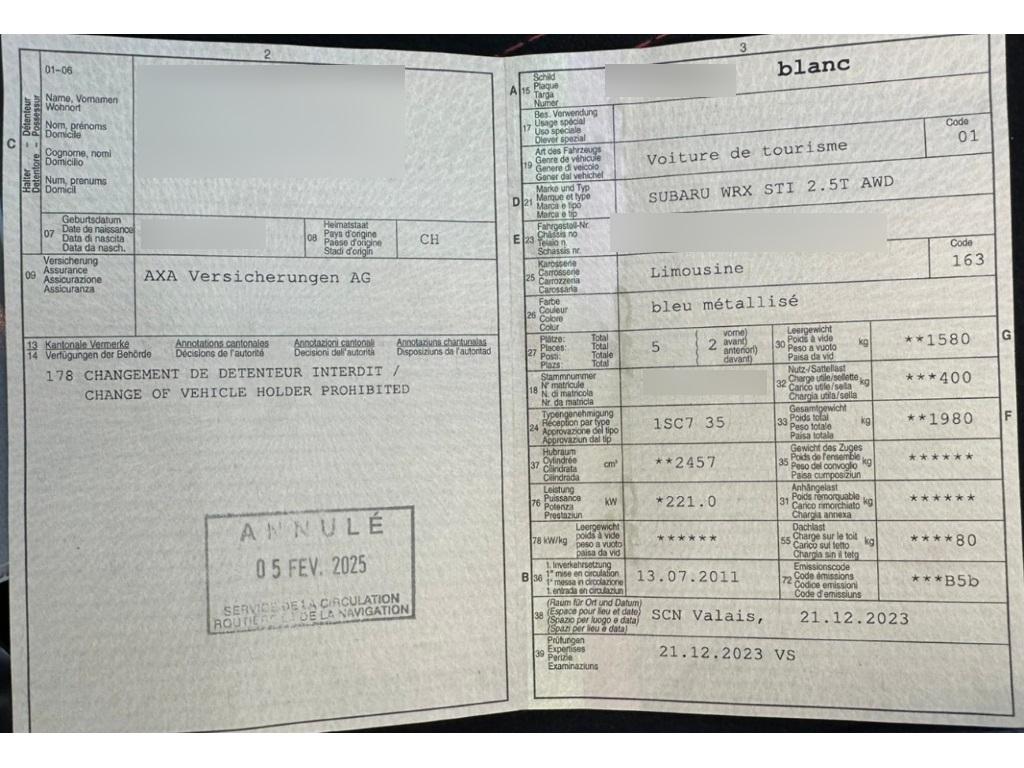 2
01-06
C
Halter - Détenteur
Detentore - Possessur
Name, Vornamen
Wohnort
Nom, prénoms
Domicile
Cognome, nomi
Domicilio
Num, prenums
Domicil
07
Geburtsdatum
Date de naissance
Data di nascita
Data da nasch.
08
Heimatstaat
Pays d'origine
Paese d'origine
Stadi d'origin
CH
09
Versicherung
Assurance
Assicurazione
Assicuranza
AXA Versicherungen AG
13 Kantonale Vermerke Annotations cantonales Annotazioni cantonali Annotaziuns chantunalas
14 Verfügungen der Behörde Décisions de l'autorité Decisioni dell'autorità Disposiziuns da l'autoritad
178 CHANGEMENT DE DETENTEUR INTERDIT /
CHANGE OF VEHICLE HOLDER PROHIBITED
ANNULÉ
05 FEV. 2025
SERVICE DE LA CIRCULATION
ROUTIERE ET DE LA NAVIGATION
3
A 15
Schild
Plaque
Targa
Numer
blanc
17
Bes. Verwendung
Usage spécial
Uso speciale
Diever spezial
19
Art des Fahrzeugs
Genre de véhicule
Genere di veicolo
Gener dal vehichel
Voiture de tourisme
Code
01
D 21
Marke und Typ
Marque et type
Marca e tipo
Marca e tip
SUBARU WRX STI 2.5T AWD
E 23
Fahrgestell-Nr.
Châssis no
Telaio n.
Schassis nr.
25
Karosserie
Carrosserie
Carrozzeria
Carossaria
Limousine
Code
163
26
Farbe
Couleur
Colore
Colur
bleu métallisé
27
Plätze: Total
Places: Total
Posti: Totale
Plazs: Total
5
2
vorne)
avant)
anteriori)
davant)
30
Leergewicht
Poids à vide
Peso a vuoto
Paisa da vid
kg
**1580
G
18
Stammnummer
N° matricule
N. di matricola
Nr. da matricla
32
Nutz-/Sattellast
Charge utile/sellette
Carico utile/sella
Chargia utila/sella
kg
***400
24
Typengenehmigung
Réception par type
Approvazione del tipo
Approvaziun dal tip
1SC7 35
33
Gesamtgewicht
Poids total
Peso totale
Paisa totala
kg
**1980
F
37
Hubraum
Cylindrée
Cilindrata
Cilindrada
cm³
**2457
35
Gewicht des Zuges
Poids de l'ensemble
Peso del convoglio
Paisa cumposiziun
kg
******
76
Leistung
Puissance
Potenza
Prestaziun
kW
*221.0
31
Anhängelast
Poids remorquable
Carico rimorchiato
Chargia annexa
kg
******
78 kW/kg
Leergewicht
poids à vide
peso a vuoto
paisa da vid
******
55
Dachlast
Charge sur le toit
Carico sul tetto
Chargia sin il tetg
kg
****80
B 36
1. Inverkehrsetzung
1re mise en circulation
1a messa in circolazione
1. entrada en circulaziun
13.07.2011
72
Emissionscode
Code émissions
Codice emissioni
Code d'emissiuns
***B5b
38
(Raum für Ort und Datum)
(Espace pour lieu et date)
(Spazio per luogo e data)
(Spazi per lieu e data)
SCN Valais, 21.12.2023
39
Prüfungen
Expertises
Perizie
Examinaziuns
21.12.2023 VS